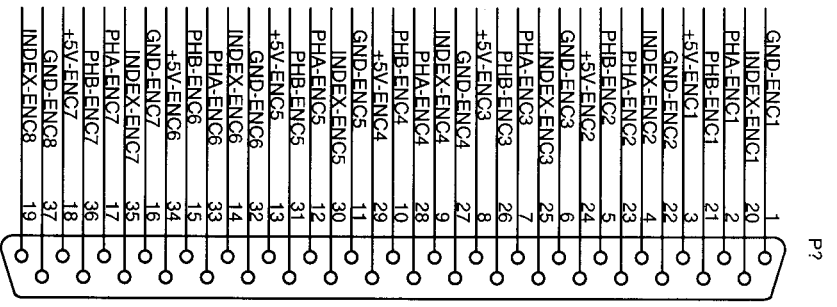 P?
GND-ENC1 1
INDEX-ENC1 20
PHA-ENC1 2
PHB-ENC1 21
+5V-ENC1 3
GND-ENC2 22
INDEX-ENC2 4
PHA-ENC2 23
PHB-ENC2 5
+5V-ENC2 24
GND-ENC3 6
INDEX-ENC3 25
PHA-ENC3 7
PHB-ENC3 26
+5V-ENC3 8
GND-ENC4 27
INDEX-ENC4 9
PHA-ENC4 28
PHB-ENC4 10
+5V-ENC4 29
GND-ENC5 11
INDEX-ENC5 30
PHA-ENC5 12
PHB-ENC5 31
+5V-ENC5 13
GND-ENC6 32
INDEX-ENC6 14
PHA-ENC6 33
PHB-ENC6 15
+5V-ENC6 34
GND-ENC7 16
INDEX-ENC7 35
PHA-ENC7 17
PHB-ENC7 36
+5V-ENC7 18
GND-ENC8 37
INDEX-ENC8 19